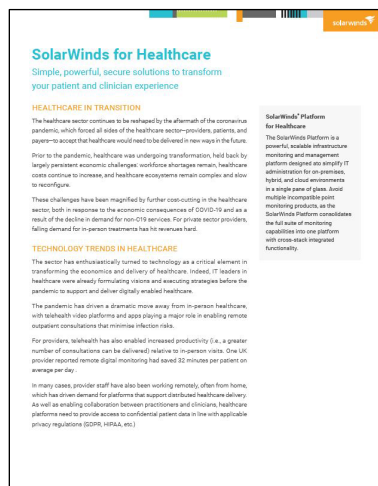 solarwinds
SolarWinds for Healthcare
Simple, powerful, secure solutions to transform
your patient and clinician experience
HEALTHCARE IN TRANSITION
The healthcare sector continues to be reshaped by the aftermath of the coronavirus
pandemic, which forced all sides of the healthcare sector—providers, patients, and
payers—to accept that healthcare would need to be delivered in new ways in the future.
Prior to the pandemic, healthcare was undergoing transformation, held back by
largely persistent economic challenges: workforce shortages remain, healthcare
costs continue to increase, and healthcare ecosystems remain complex and slow
to reconfigure.
These challenges have been magnified by further cost-cutting in the healthcare
sector, both in response to the economic consequences of COVID-19 and as a
result of the decline in demand for non-C19 services. For private sector providers,
falling demand for in-person treatments has hit revenues hard.
TECHNOLOGY TRENDS IN HEALTHCARE
The sector has enthusiastically turned to technology as a critical element in
transforming the economics and delivery of healthcare. Indeed, IT leaders in
healthcare were already formulating visions and executing strategies before the
pandemic to support and deliver digitally enabled healthcare.
The pandemic has driven a dramatic move away from in-person healthcare,
with telehealth video platforms and apps playing a major role in enabling remote
outpatient consultations that minimise infection risks.
For providers, telehealth has also enabled increased productivity (i.e., a greater
number of consultations can be delivered) relative to in-person visits. One UK
provider reported remote digital monitoring had saved 32 minutes per patient on
average per day .
In many cases, provider staff have also been working remotely, often from home,
which has driven demand for platforms that support distributed healthcare delivery.
As well as enabling collaboration between practitioners and clinicians, healthcare
platforms need to provide access to confidential patient data in line with applicable
privacy regulations (GDPR, HIPAA, etc.)
SolarWinds® Platform
for Healthcare
The SolarWinds Platform is a
powerful, scalable infrastructure
monitoring and management
platform designed ato simplify IT
administration for on-premises,
hybrid, and cloud environments
in a single pane of glass. Avoid
multiple incompatible point
monitoring products, as the
SolarWinds Platform consolidates
the full suite of monitoring
capabilities into one platform
with cross-stack integrated
functionality.